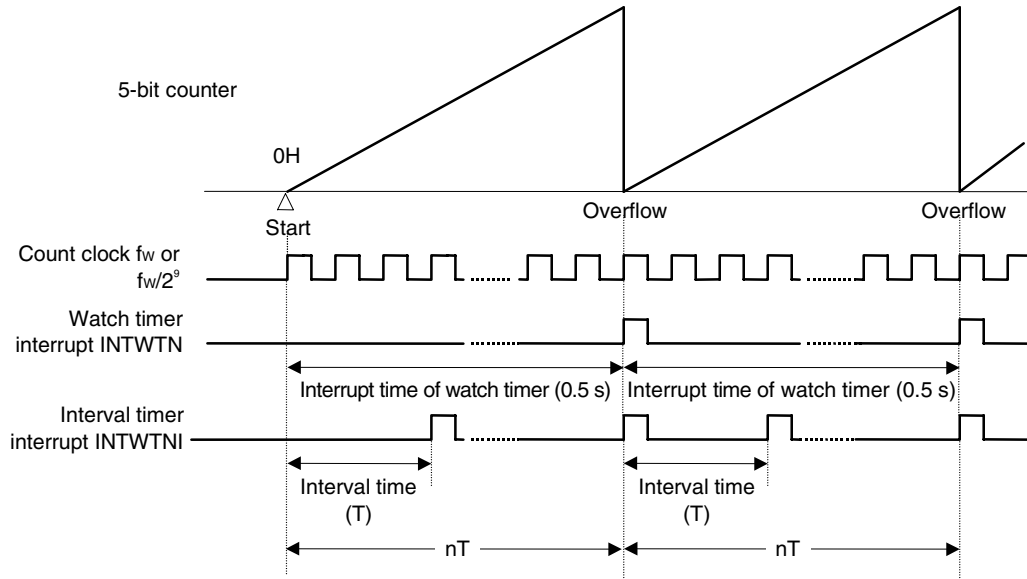 5-bit counter
0H
Start
Overflow
Overflow
Count clock fW or
fW/2⁹
Watch timer
interrupt INTWTN
Interrupt time of watch timer (0.5 s)
Interrupt time of watch timer (0.5 s)
Interval timer
interrupt INTWTNI
Interval time
(T)
Interval time
(T)
nT
nT